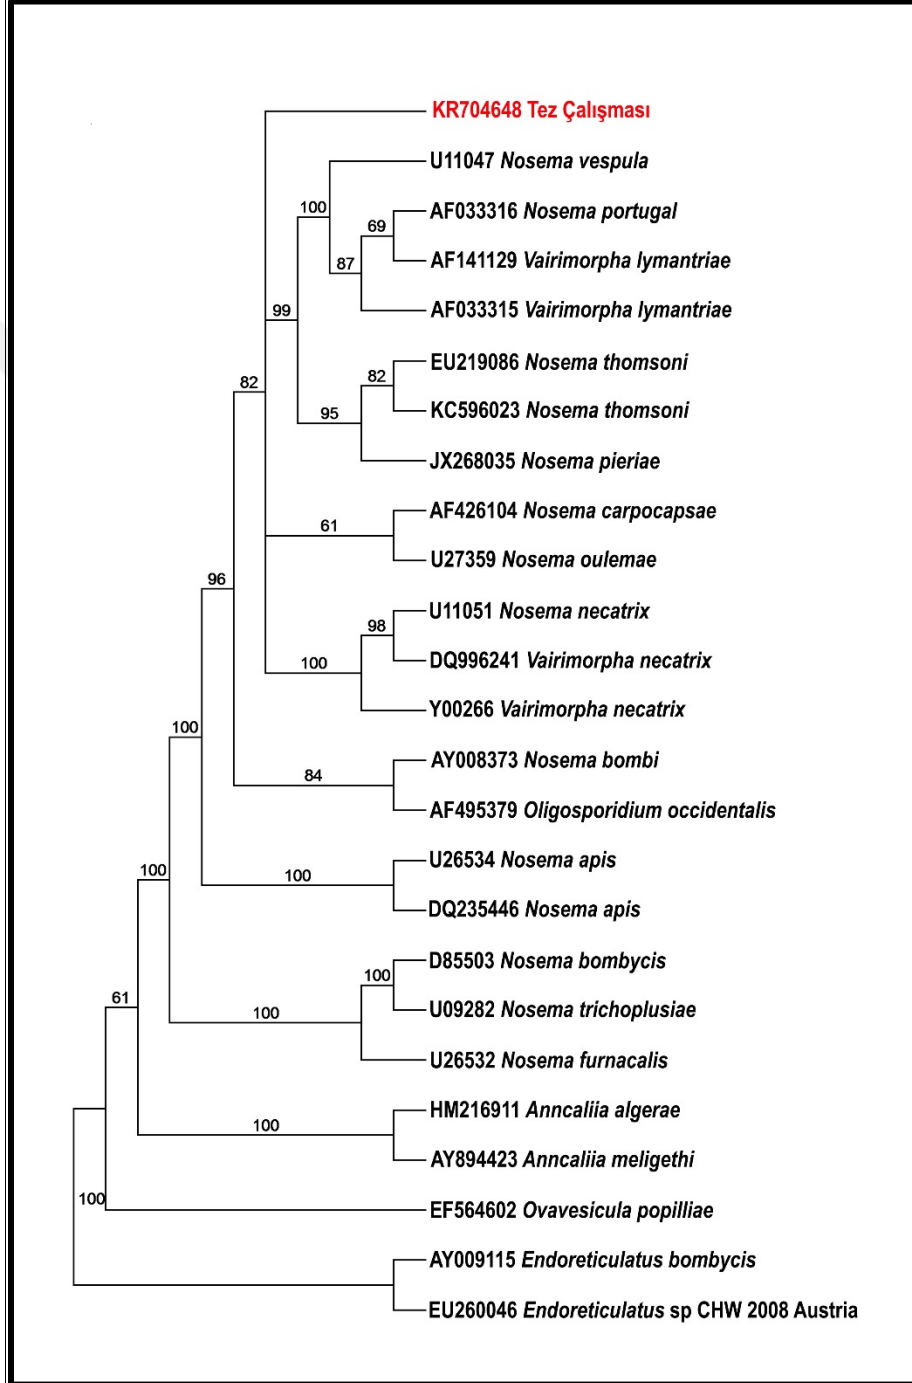 KR704648 Tez Çalışması
U11047 Nosema vespula
100
AF033316 Nosema portugal
69
87
AF141129 Vairimorpha lymantriae
AF033315 Vairimorpha lymantriae
99
EU219086 Nosema thomsoni
82
82
KC596023 Nosema thomsoni
95
JX268035 Nosema pieriae
AF426104 Nosema carpocapsae
61
U27359 Nosema oulemae
96
U11051 Nosema necatrix
98
DQ996241 Vairimorpha necatrix
100
Y00266 Vairimorpha necatrix
100
AY008373 Nosema bombi
84
AF495379 Oligosporidium occidentalis
U26534 Nosema apis
100
100
DQ235446 Nosema apis
D85503 Nosema bombycis
100
61
U09282 Nosema trichoplusiae
100
U26532 Nosema furnacalis
HM216911 Anncaliia algerae
100
AY894423 Anncaliia meligethi
100
EF564602 Ovavesicula popilliae
AY009115 Endoreticulatus bombycis
EU260046 Endoreticulatus sp CHW 2008 Austria